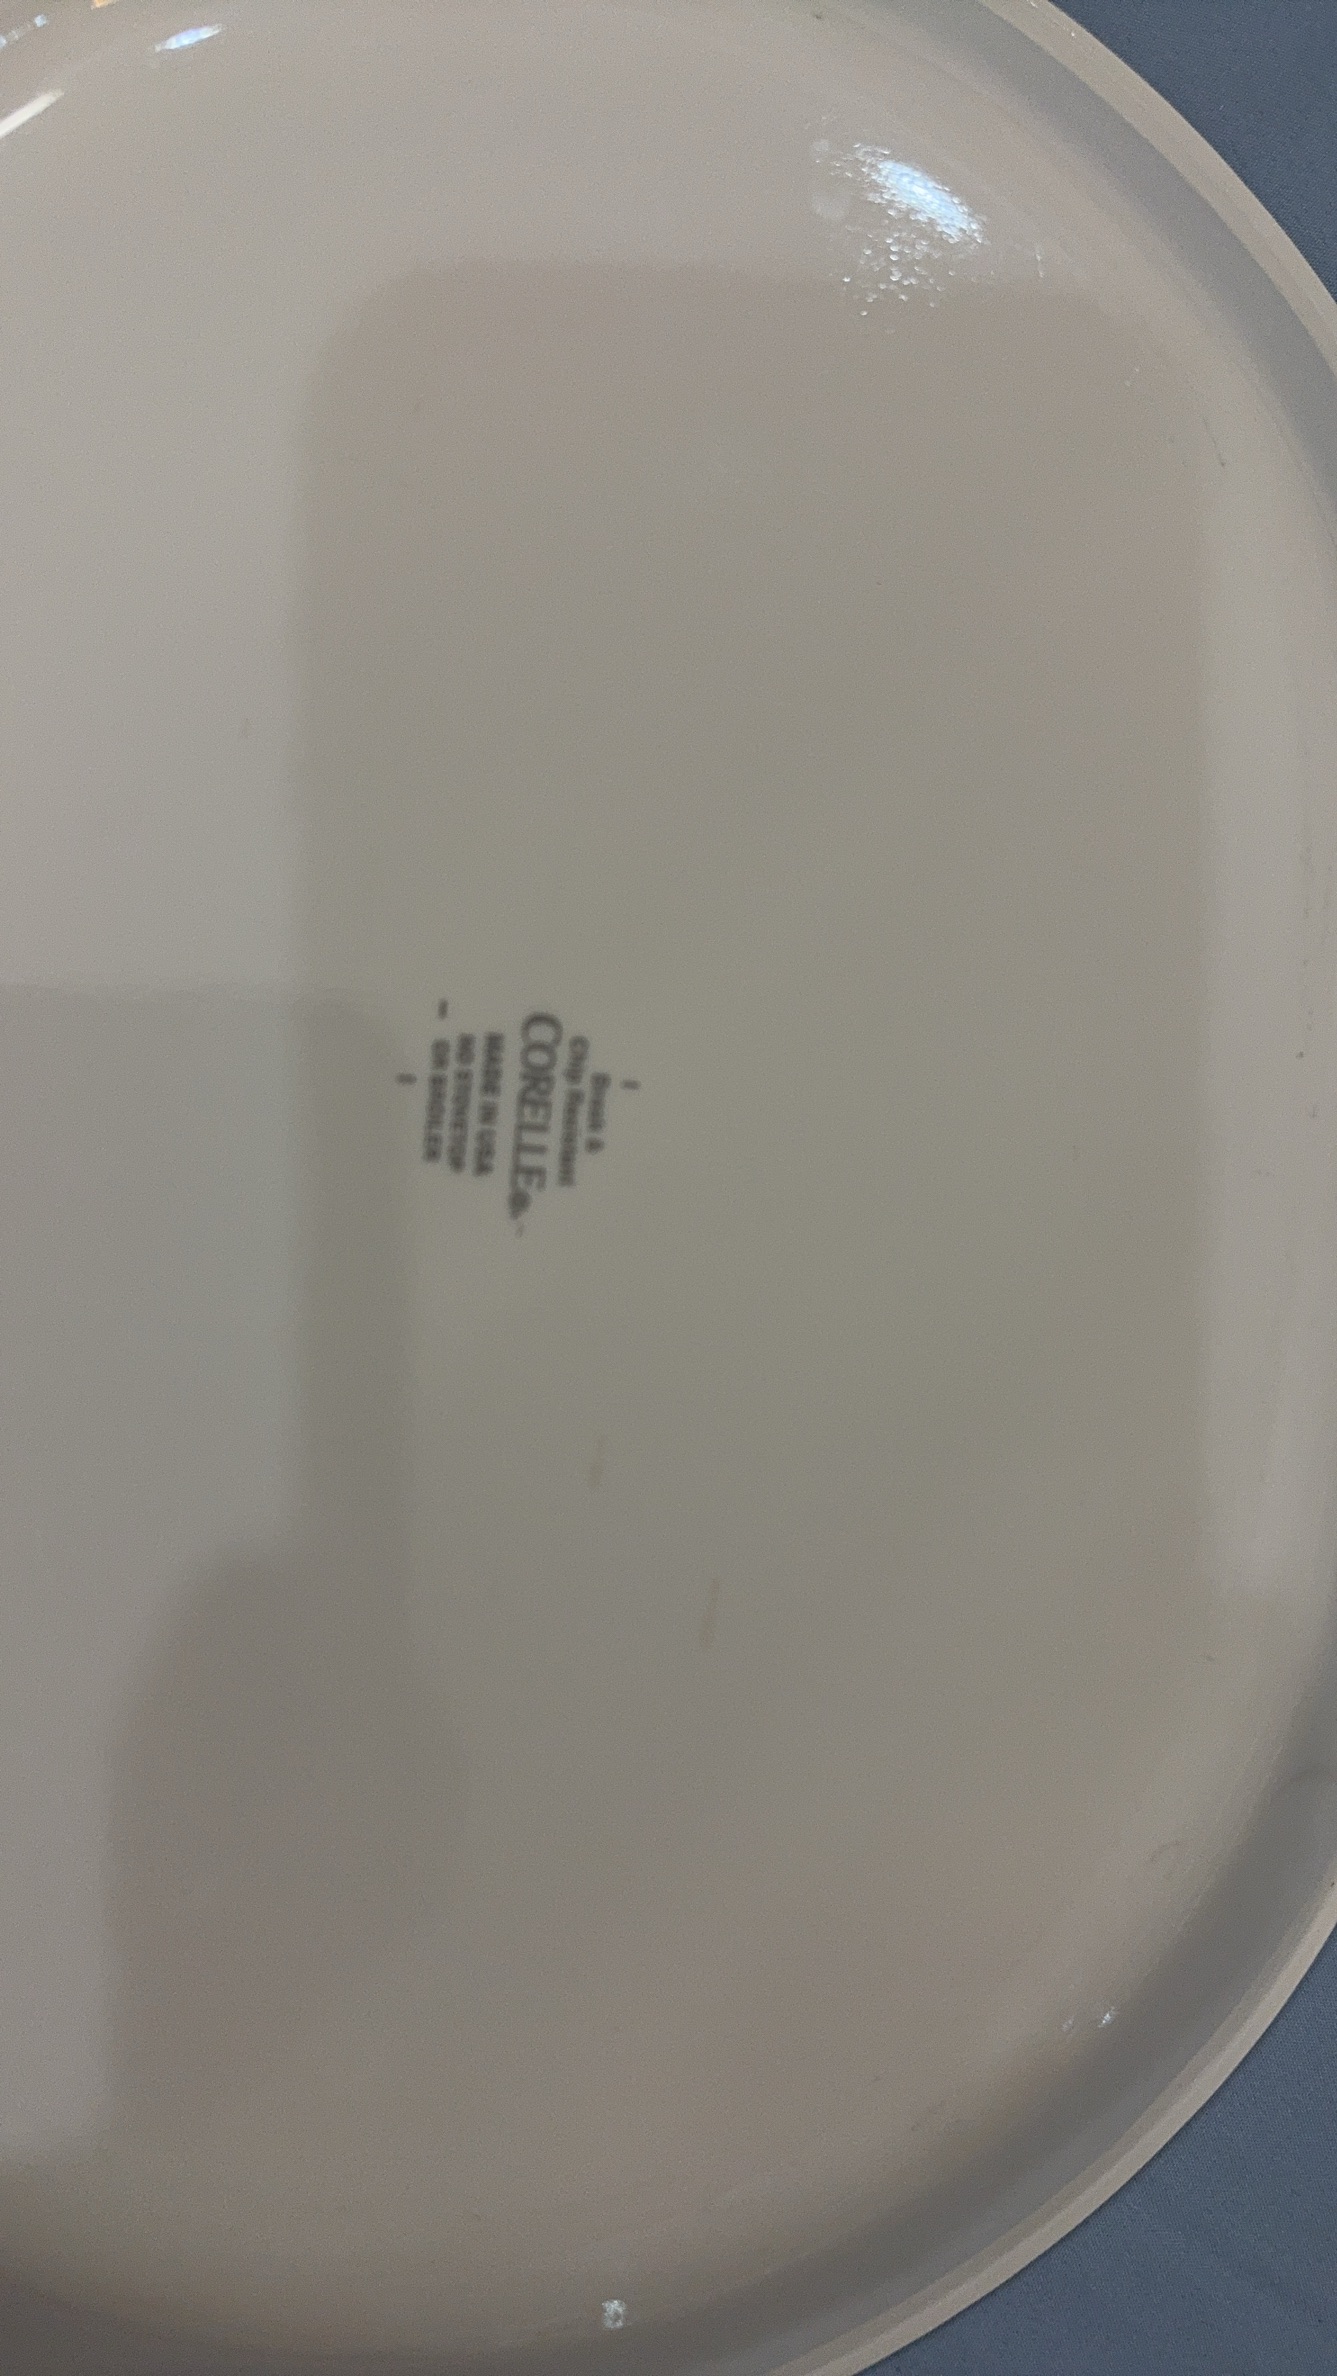 Break &
Chip Resistant
CORELLE®
MADE IN USA
NO STOVETOP
OR BROILER